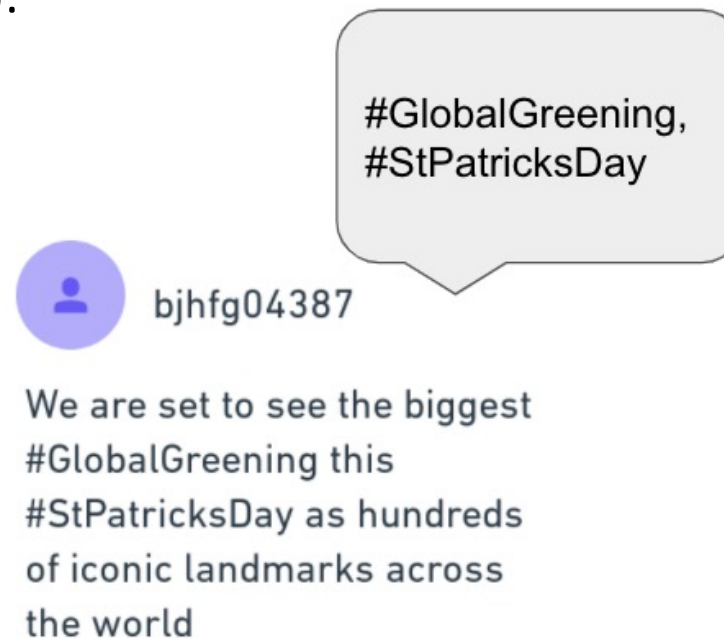 #GlobalGreening,
#StPatricksDay
bjhfg04387
We are set to see the biggest
#GlobalGreening this
#StPatricksDay as hundreds
of iconic landmarks across
the world